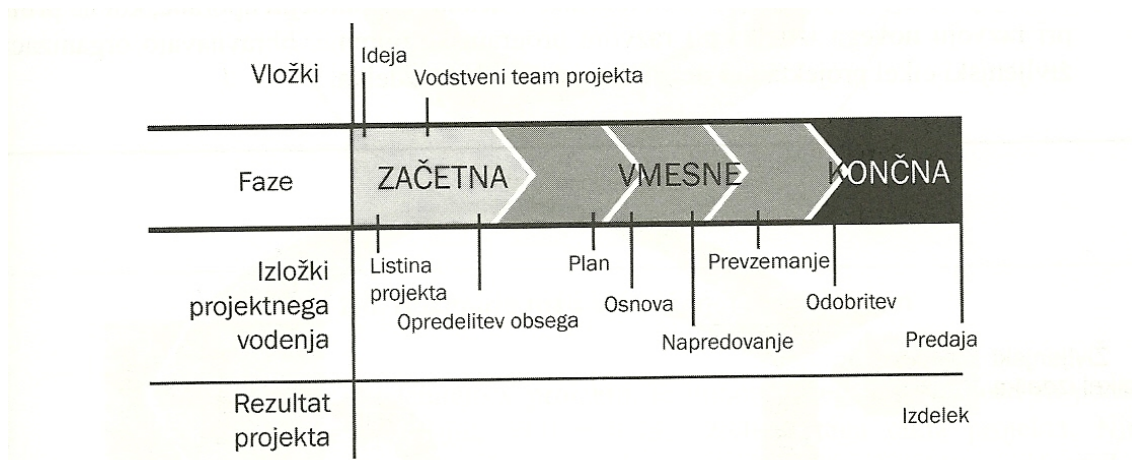 Ideja
Vložki
Vodstveni team projekta
Faze
ZAČETNA
VMESNE
KONČNA
Izložki
projektnega
vodenja
Listina
projekta
Opredelitev obsega
Plan
Osnova
Napredovanje
Prevzemanje
Odobritev
Predaja
Rezultat
projekta
Izdelek